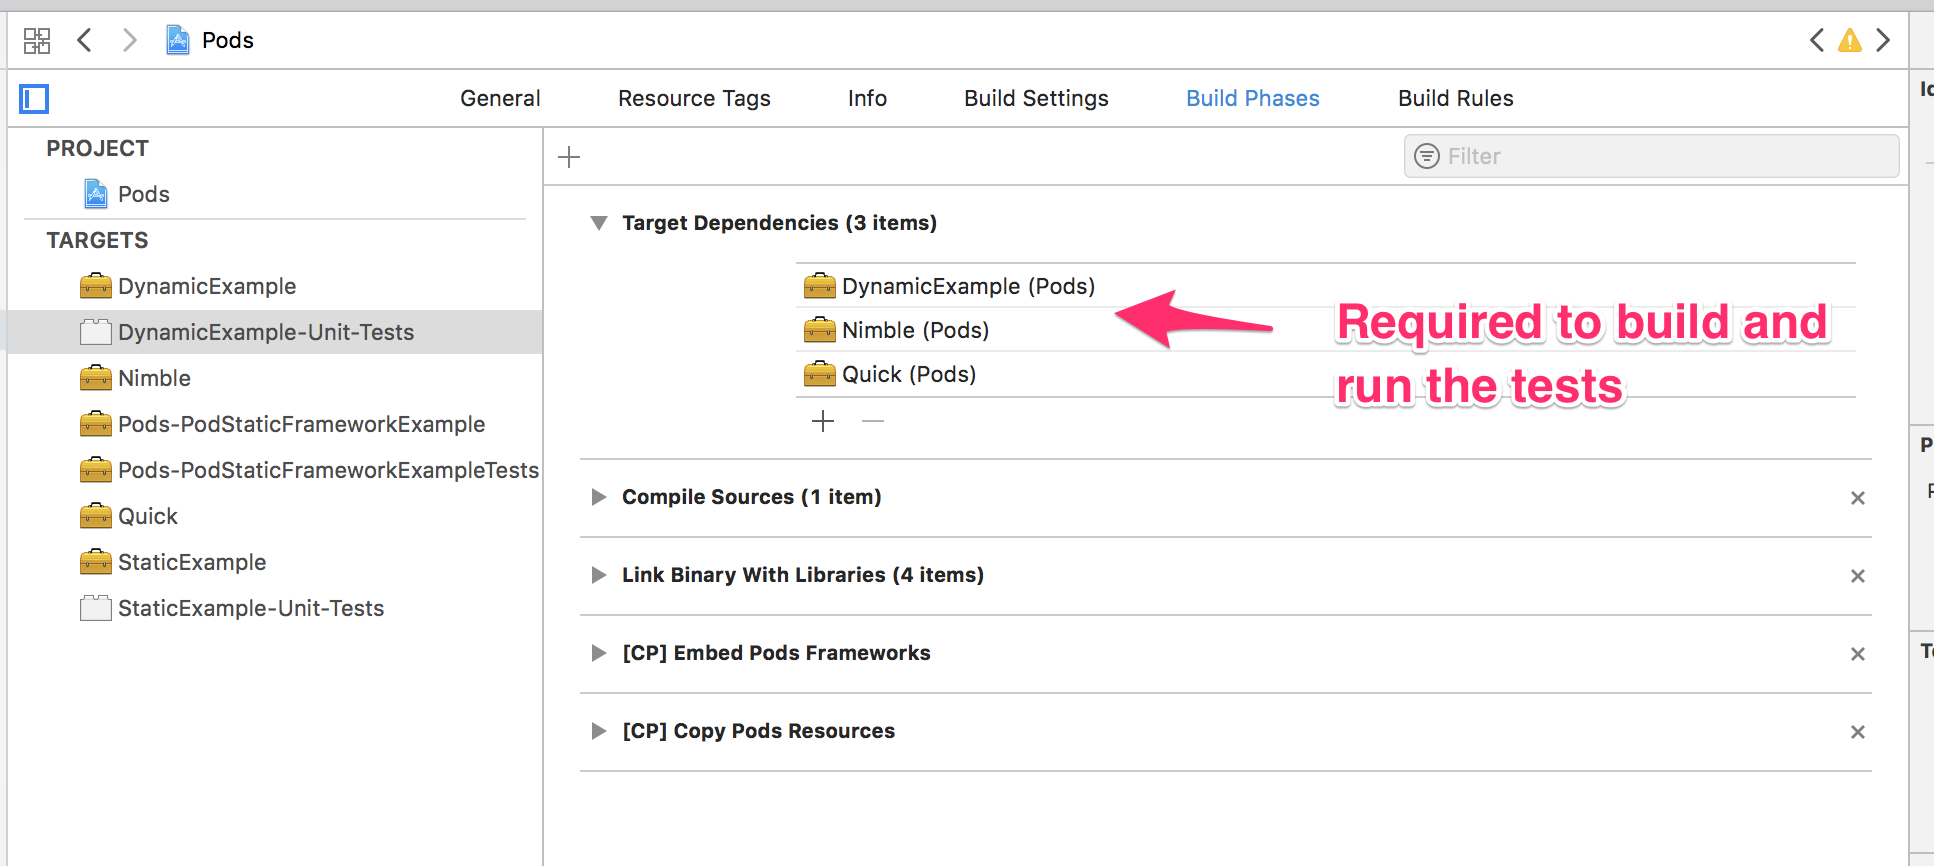 Pods
General Resource Tags Info Build Settings Build Phases Build Rules
PROJECT
Pods
TARGETS
DynamicExample
DynamicExample-Unit-Tests
Nimble
Pods-PodStaticFrameworkExample
Pods-PodStaticFrameworkExampleTests
Quick
StaticExample
StaticExample-Unit-Tests
Filter
Target Dependencies (3 items)
DynamicExample (Pods)
Nimble (Pods)
Quick (Pods)
Required to build and
run the tests
Compile Sources (1 item)
Link Binary With Libraries (4 items)
[CP] Embed Pods Frameworks
[CP] Copy Pods Resources